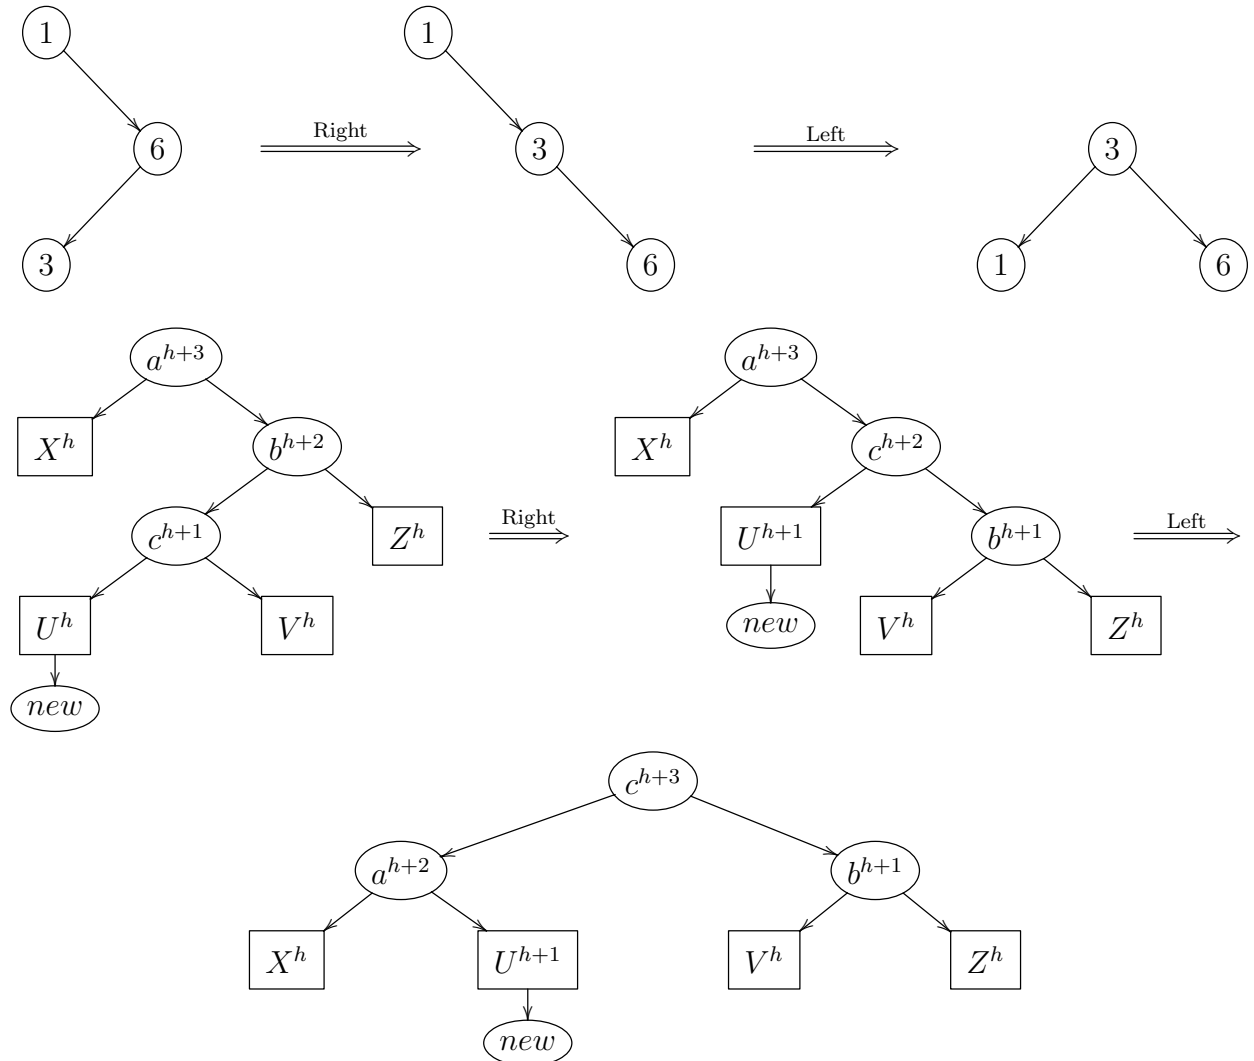 1 1
6 Right 3 Left 3
3 6 1 6
a^{h+3} a^{h+3}
X^h b^{h+2} X^h c^{h+2}
c^{h+1} Z^h Right U^{h+1} b^{h+1} Left
U^h V^h new V^h Z^h
new
c^{h+3}
a^{h+2} b^{h+1}
X^h U^{h+1} V^h Z^h
new